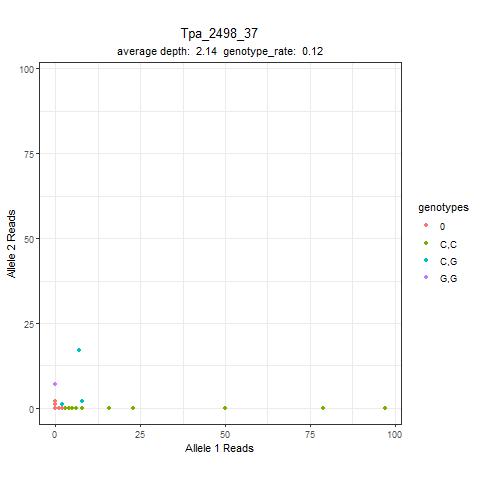 Tpa_2498_37
average depth: 2.14 genotype_rate: 0.12
100
75
50
25
0
Allele 2 Reads
0
25
50
75
100
Allele 1 Reads
genotypes
0
C,C
C,G
G,G